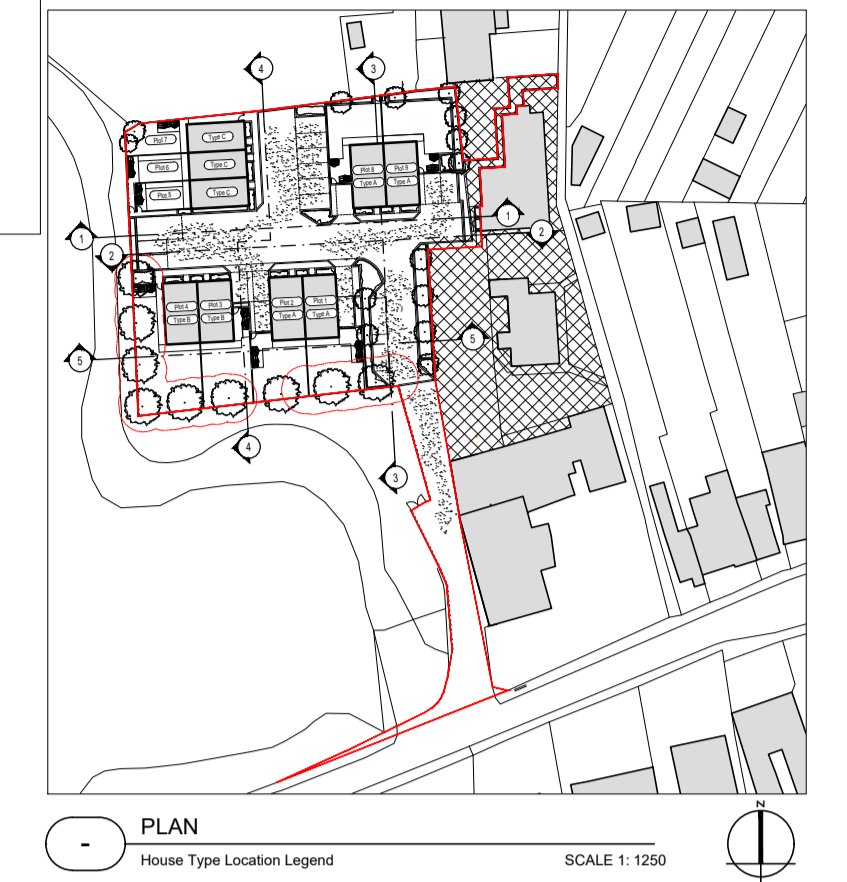 4
3
Plot 7
Type C
Plot 6
Type C
Plot 5
Type C
Plot 8
Plot 9
Type A
Type A
1
1
2
2
Plot 4
Plot 3
Type B
Type B
Plot 2
Plot 1
Type A
Type A
5
5
4
3
-
PLAN
House Type Location Legend
SCALE 1: 1250
N